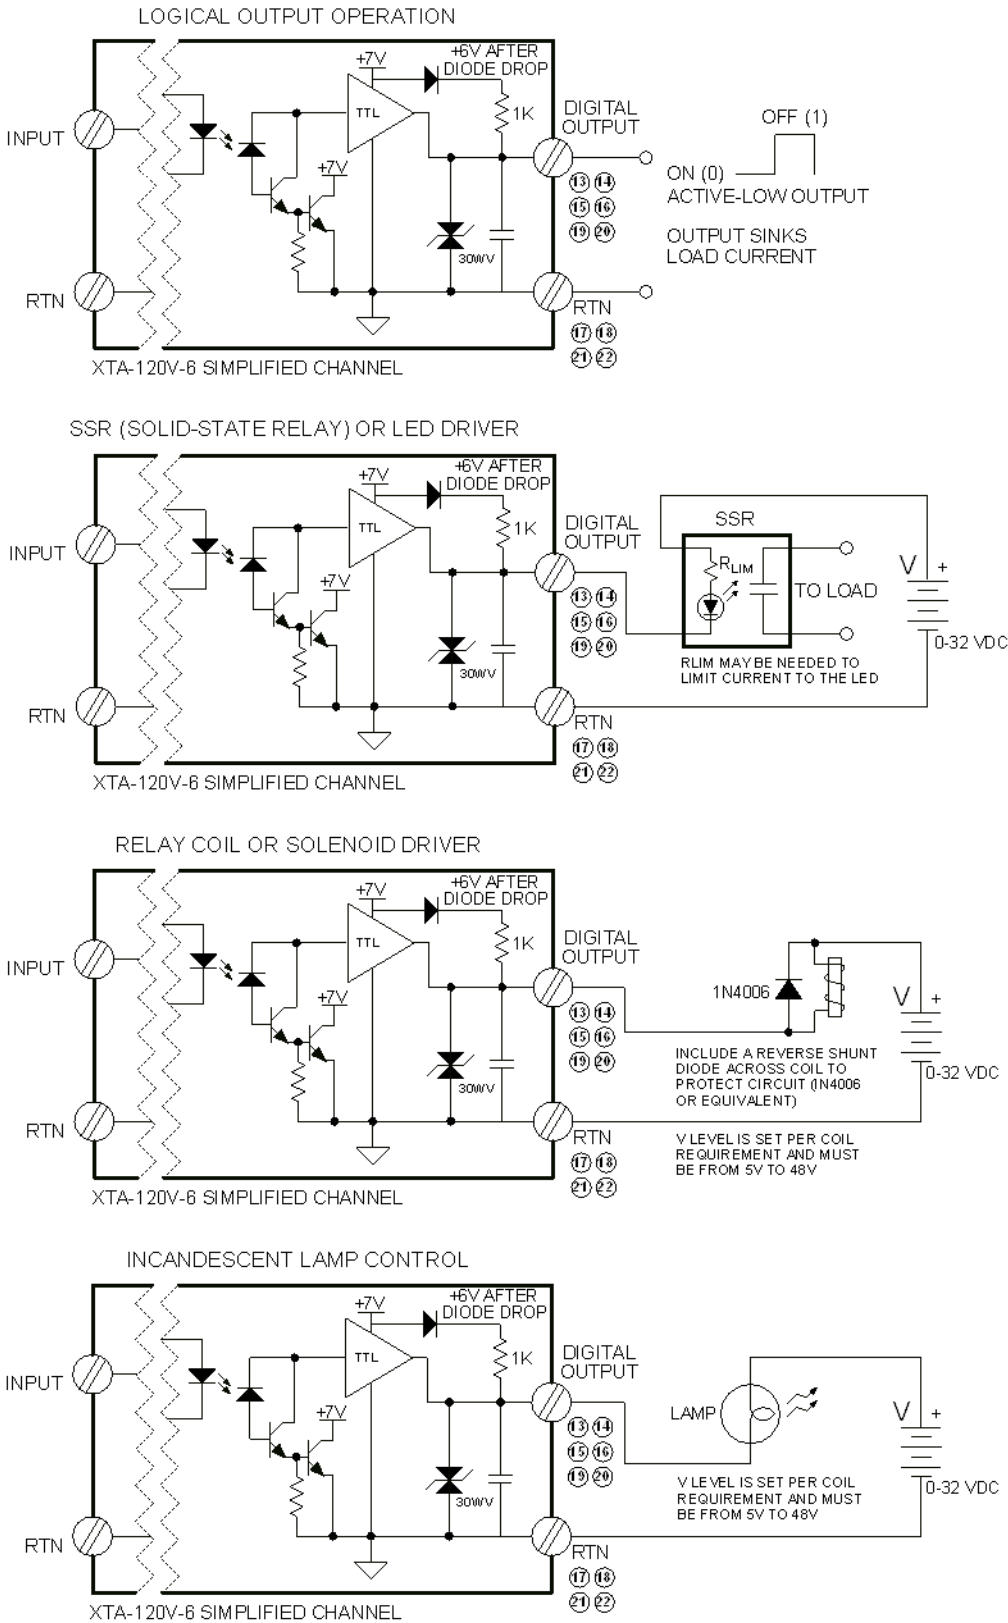 LOGICAL OUTPUT OPERATION
+7V
+6V AFTER
DIODE DROP
TTL
1K
DIGITAL
OUTPUT
INPUT
OFF (1)
ON (0)
ACTIVE-LOW OUTPUT
+7V
13 14
15 16
19 20
OUTPUT SINKS
LOAD CURRENT
30WV
RTN
RTN
17 18
21 22
XTA-120V-6 SIMPLIFIED CHANNEL
SSR (SOLID-STATE RELAY) OR LED DRIVER
+7V
+6V AFTER
DIODE DROP
TTL
1K
DIGITAL
OUTPUT
SSR
INPUT
RLIM
V +
+7V
13 14
15 16
19 20
TO LOAD
0-32 VDC
30WV
RLIM MAY BE NEEDED TO
LIMIT CURRENT TO THE LED
RTN
RTN
17 18
21 22
XTA-120V-6 SIMPLIFIED CHANNEL
RELAY COIL OR SOLENOID DRIVER
+7V
+6V AFTER
DIODE DROP
TTL
1K
DIGITAL
OUTPUT
INPUT
1N4006
V +
+7V
13 14
15 16
19 20
INCLUDE A REVERSE SHUNT
DIODE ACROSS COIL TO
PROTECT CIRCUIT (IN4006
OR EQUIVALENT)
0-32 VDC
30WV
RTN
RTN
17 18
21 22
V LEVEL IS SET PER COIL
REQUIREMENT AND MUST
BE FROM 5V TO 48V
XTA-120V-6 SIMPLIFIED CHANNEL
INCANDESCENT LAMP CONTROL
+7V
+6V AFTER
DIODE DROP
TTL
1K
DIGITAL
OUTPUT
INPUT
LAMP
V +
+7V
13 14
15 16
19 20
0-32 VDC
30WV
V LEVEL IS SET PER COIL
REQUIREMENT AND MUST
BE FROM 5V TO 48V
RTN
RTN
17 18
21 22
XTA-120V-6 SIMPLIFIED CHANNEL